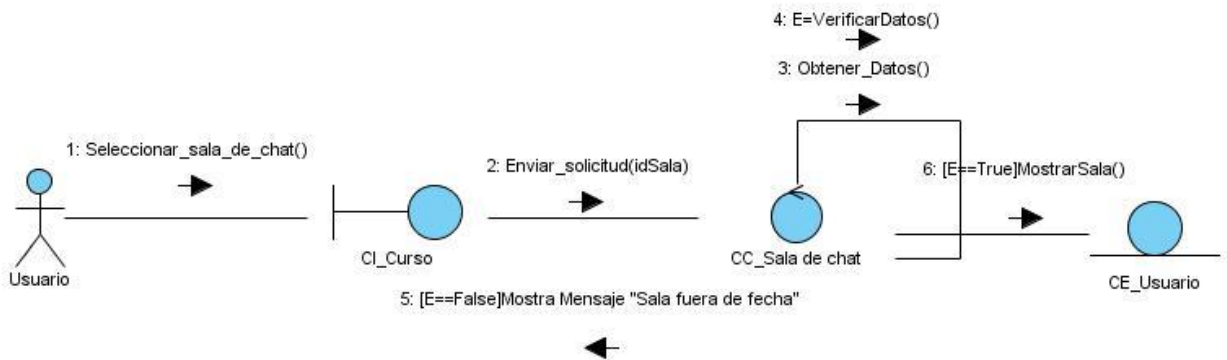 4: E=VerificarDatos()
3: Obtener_Datos()
1: Seleccionar_sala_de_chat()
2: Enviar_solicitud(idSala)
6: [E==True]MostrarSala()
Usuario
CI_Curso
CC_Sala de chat
CE_Usuario
5: [E==False]Mostra Mensaje "Sala fuera de fecha"